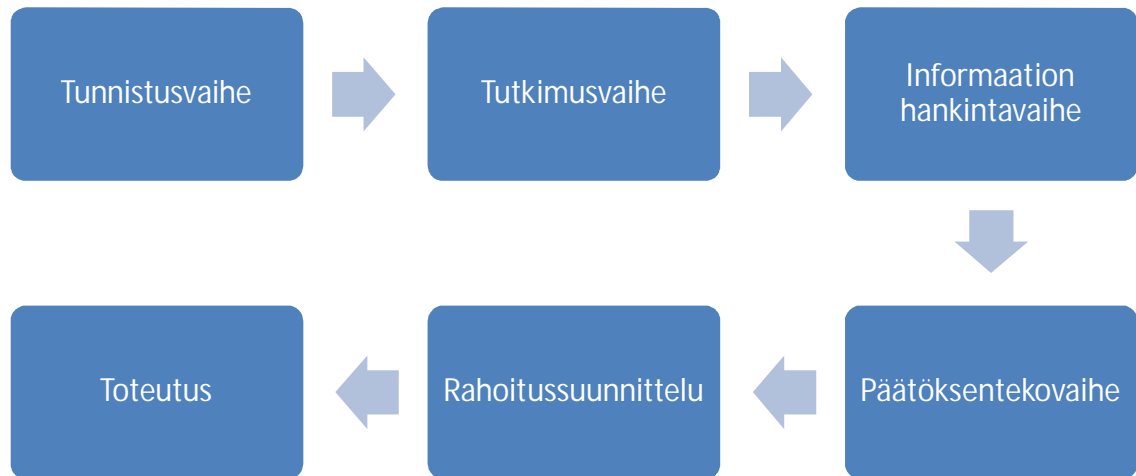 Tunnistusvaihe
Tutkimusvaihe
Informaation
hankintavaihe
Päätöksentekovaihe
Rahoitussuunnittelu
Toteutus